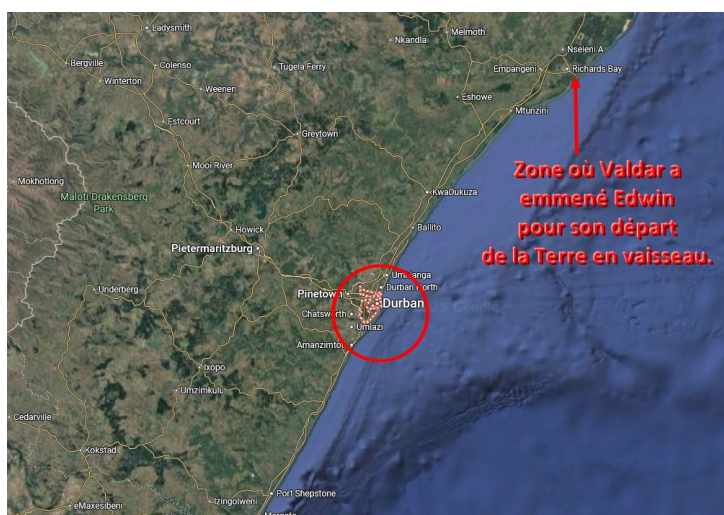 Ladysmith
Nkandla
Melmoth
Nseleni A
Bergville
Colenso
Tugela Ferry
Empangeni
Richards Bay
Winterton
Weenen
Eshowe
Mtunzini
Estcourt
Greytown
Zone où Valdar a
emmené Edwin
pour son départ
de la Terre en vaisseau.
Mooi River
Mokhotlong
Maloti Drakensberg
Park
KwaDukuza
Howick
Ballito
Pietermaritzburg
Umhlanga
Underberg
Pinetown
Durban North
Durban
Chatsworth
Umlazi
Amanzimtoti
Ixopo
Umzimkulu
Cedarville
Kokstad
Port Shepstone
Izingolweni
eMaxesibeni
Margate